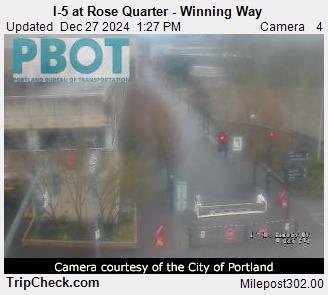 I-5 at Rose Quarter - Winning Way
Updated Dec 27 2024 1:27 PM Camera 4
PBOT
PORTLAND BUREAU OF TRANSPORTATION
Camera courtesy of the City of Portland
TripCheck.com Milepost302.00